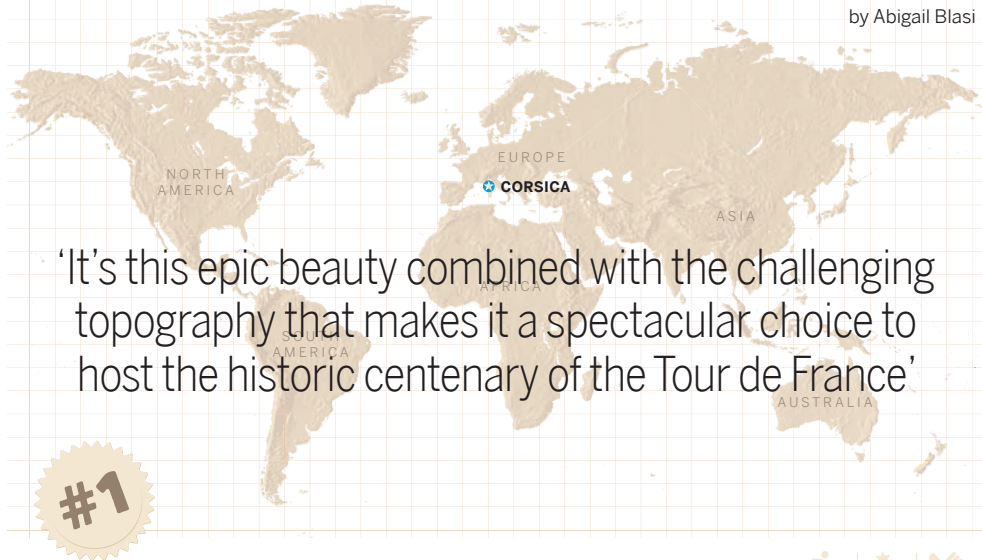 by Abigail Blasi
EUROPE
NORTH
AMERICA
CORSICA
ASIA
‘It’s this epic beauty combined with the challenging
AFRICA
topography that makes it a spectacular choice to
SOUTH
AMERICA
host the historic centenary of the Tour de France’
AUSTRALIA
#1